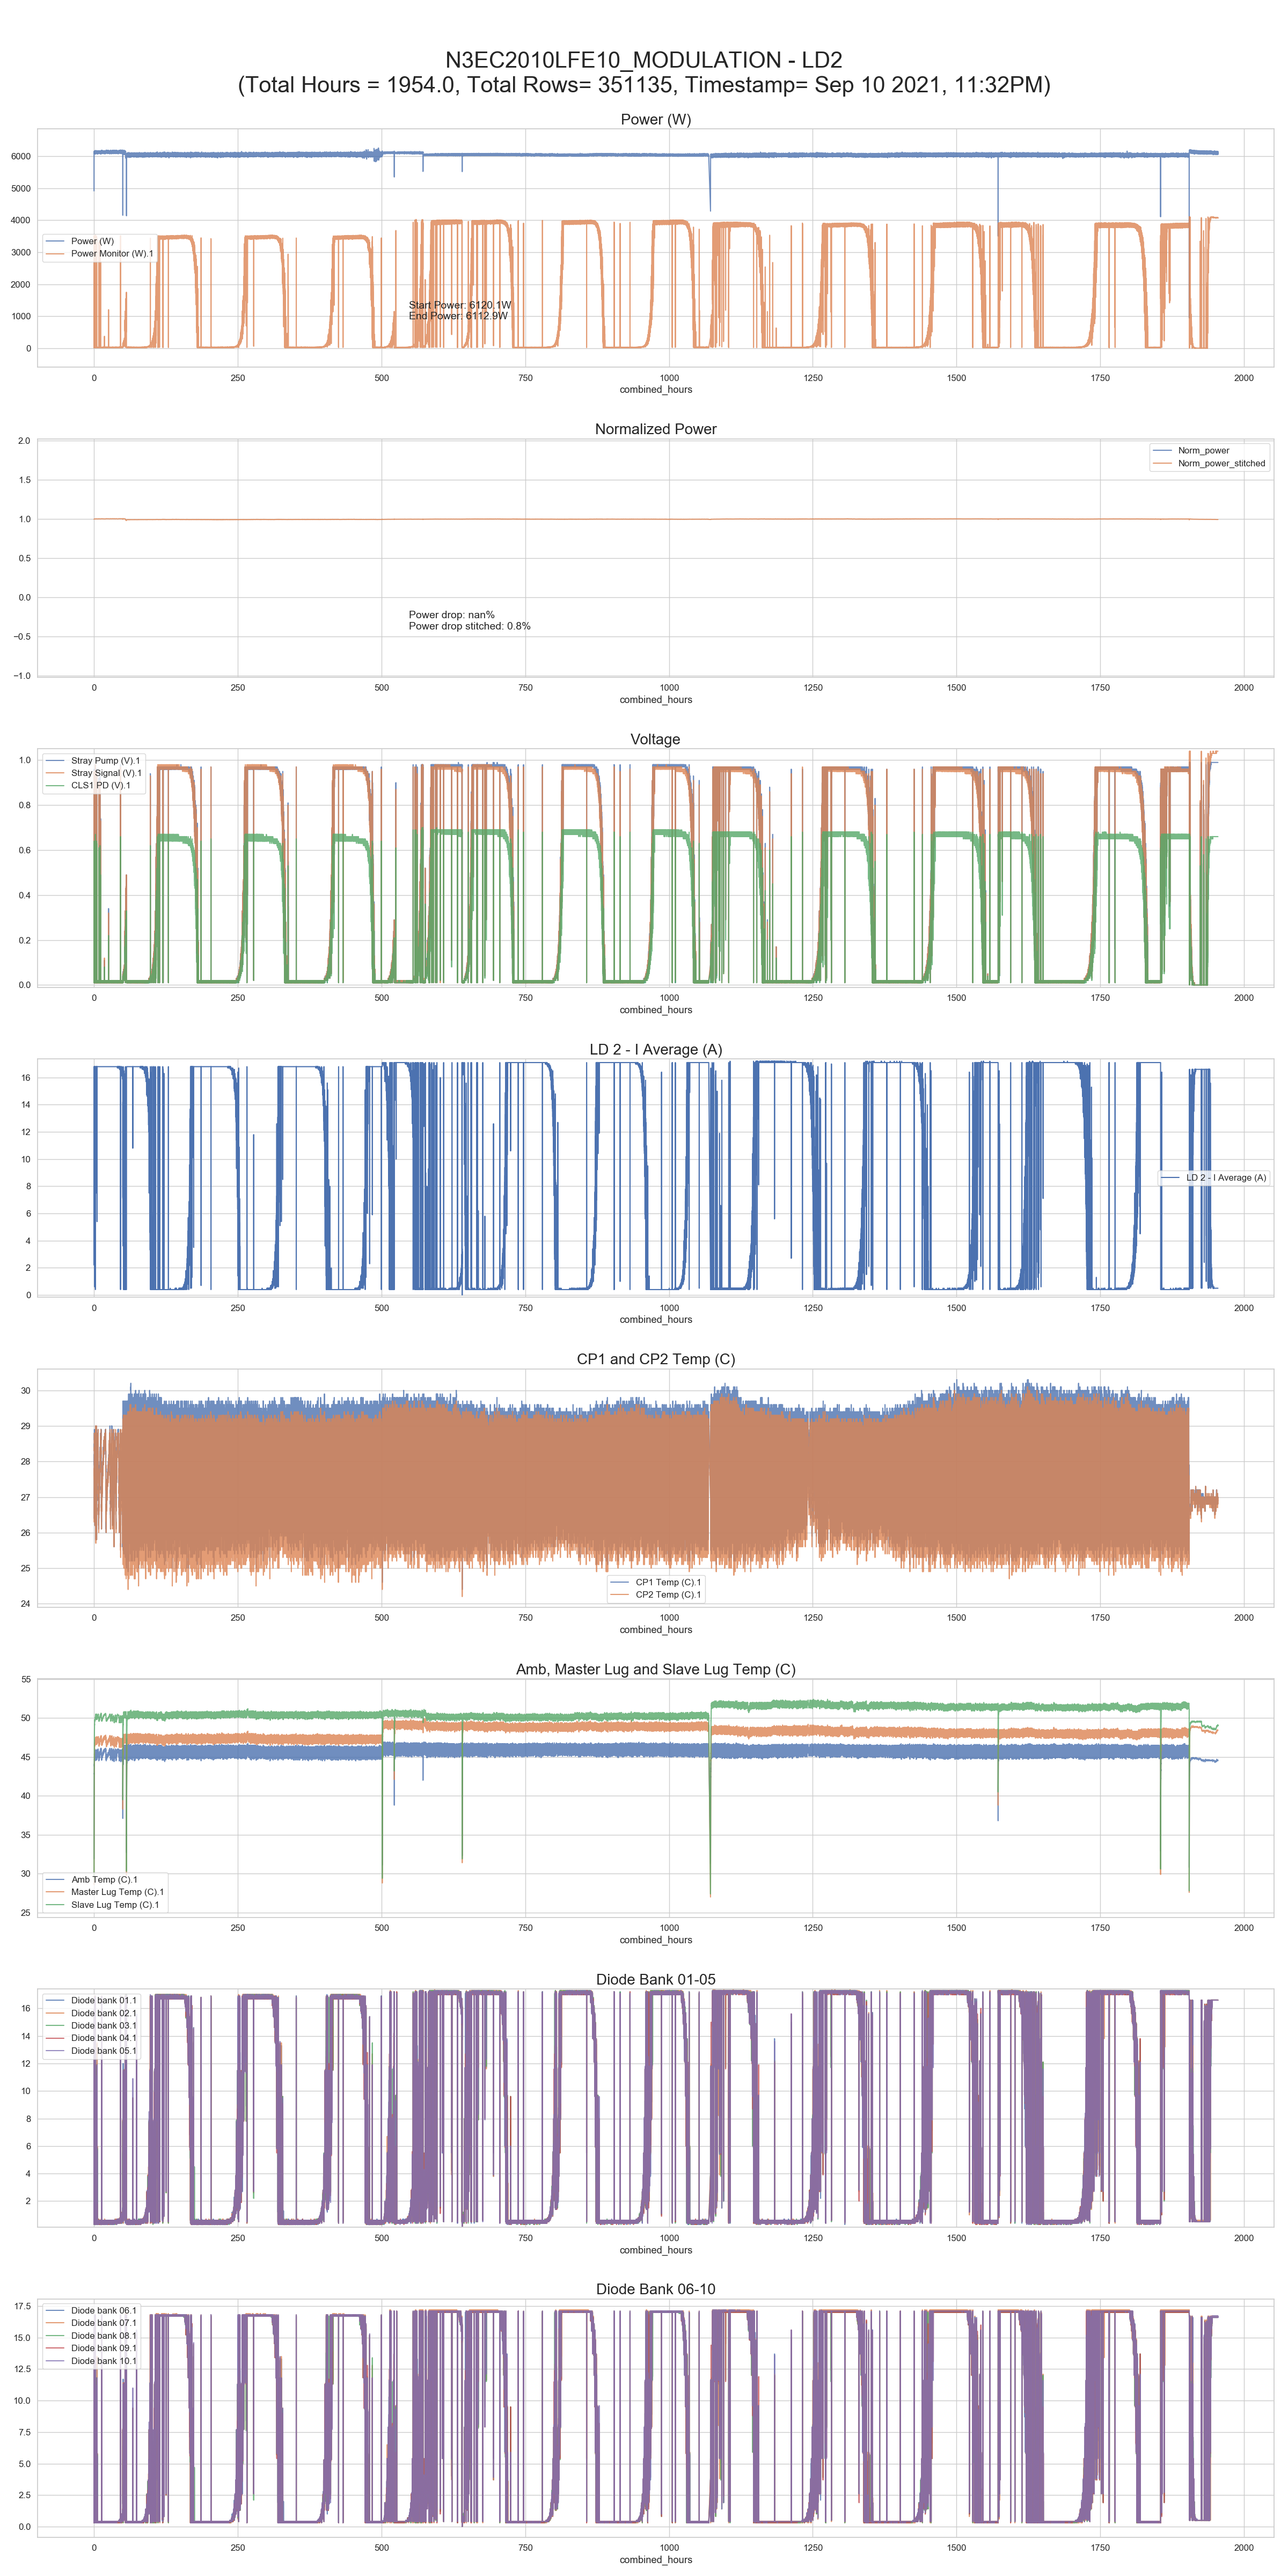 N3EC2010LFE10_MODULATION - LD2
(Total Hours = 1954.0, Total Rows= 351135, Timestamp= Sep 10 2021, 11:32PM)
Power (W)
6000
5000
4000
3000
2000
1000
0
Power (W)
Power Monitor (W).1
Start Power: 6120.1W
End Power: 6112.9W
0 250 500 750 1000 1250 1500 1750 2000
combined_hours
Normalized Power
2.0
1.5
1.0
0.5
0.0
−0.5
−1.0
Norm_power
Norm_power_stitched
Power drop: nan%
Power drop stitched: 0.8%
0 250 500 750 1000 1250 1500 1750 2000
combined_hours
Voltage
1.0
0.8
0.6
0.4
0.2
0.0
Stray Pump (V).1
Stray Signal (V).1
CLS1 PD (V).1
0 250 500 750 1000 1250 1500 1750 2000
combined_hours
LD 2 - I Average (A)
16
14
12
10
8
6
4
2
0
LD 2 - I Average (A)
0 250 500 750 1000 1250 1500 1750 2000
combined_hours
CP1 and CP2 Temp (C)
30
29
28
27
26
25
24
CP1 Temp (C).1
CP2 Temp (C).1
0 250 500 750 1000 1250 1500 1750 2000
combined_hours
Amb, Master Lug and Slave Lug Temp (C)
55
50
45
40
35
30
25
Amb Temp (C).1
Master Lug Temp (C).1
Slave Lug Temp (C).1
0 250 500 750 1000 1250 1500 1750 2000
combined_hours
Diode Bank 01-05
16
14
12
10
8
6
4
2
Diode bank 01.1
Diode bank 02.1
Diode bank 03.1
Diode bank 04.1
Diode bank 05.1
0 250 500 750 1000 1250 1500 1750 2000
combined_hours
Diode Bank 06-10
17.5
15.0
12.5
10.0
7.5
5.0
2.5
0.0
Diode bank 06.1
Diode bank 07.1
Diode bank 08.1
Diode bank 09.1
Diode bank 10.1
0 250 500 750 1000 1250 1500 1750 2000
combined_hours